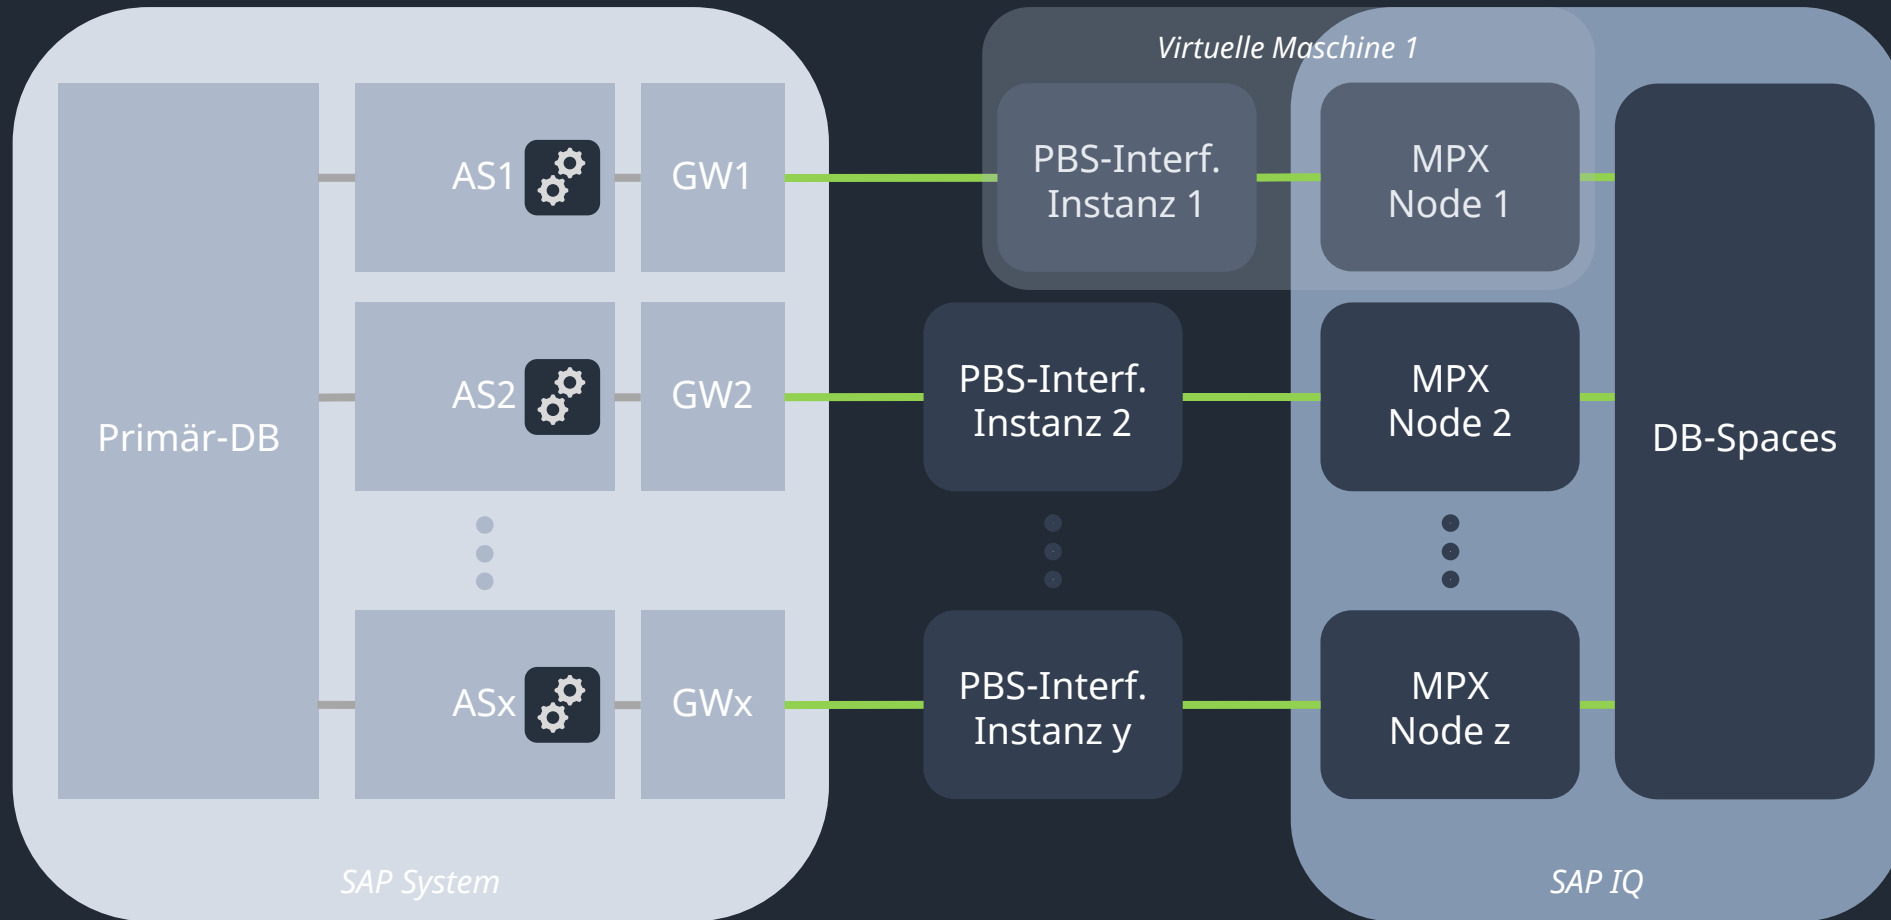 Virtuelle Maschine 1
AS1
GW1
PBS-Interf.
Instanz 1
MPX
Node 1
AS2
GW2
PBS-Interf.
Instanz 2
MPX
Node 2
Primär-DB
DB-Spaces
ASx
GWx
PBS-Interf.
Instanz y
MPX
Node z
SAP System
SAP IQ